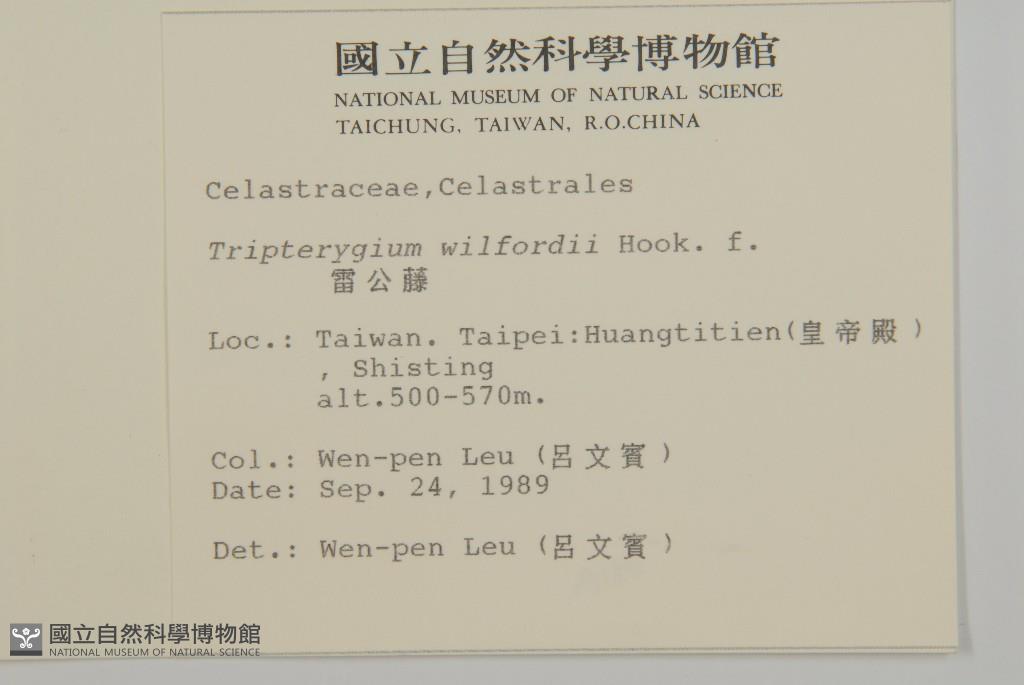 國立自然科學博物館
NATIONAL MUSEUM OF NATURAL SCIENCE
TAICHUNG, TAIWAN, R.O.CHINA
Celastraceae,Celastrales
Tripterygium wilfordii Hook. f.
雷公藤
Loc.: Taiwan. Taipei:Huangtitien(皇帝殿)
, Shisting
alt.500-570m.
Col.: Wen-pen Leu (呂文賓)
Date: Sep. 24, 1989
Det.: Wen-pen Leu (呂文賓)
國立自然科學博物館
NATIONAL MUSEUM OF NATURAL SCIENCE